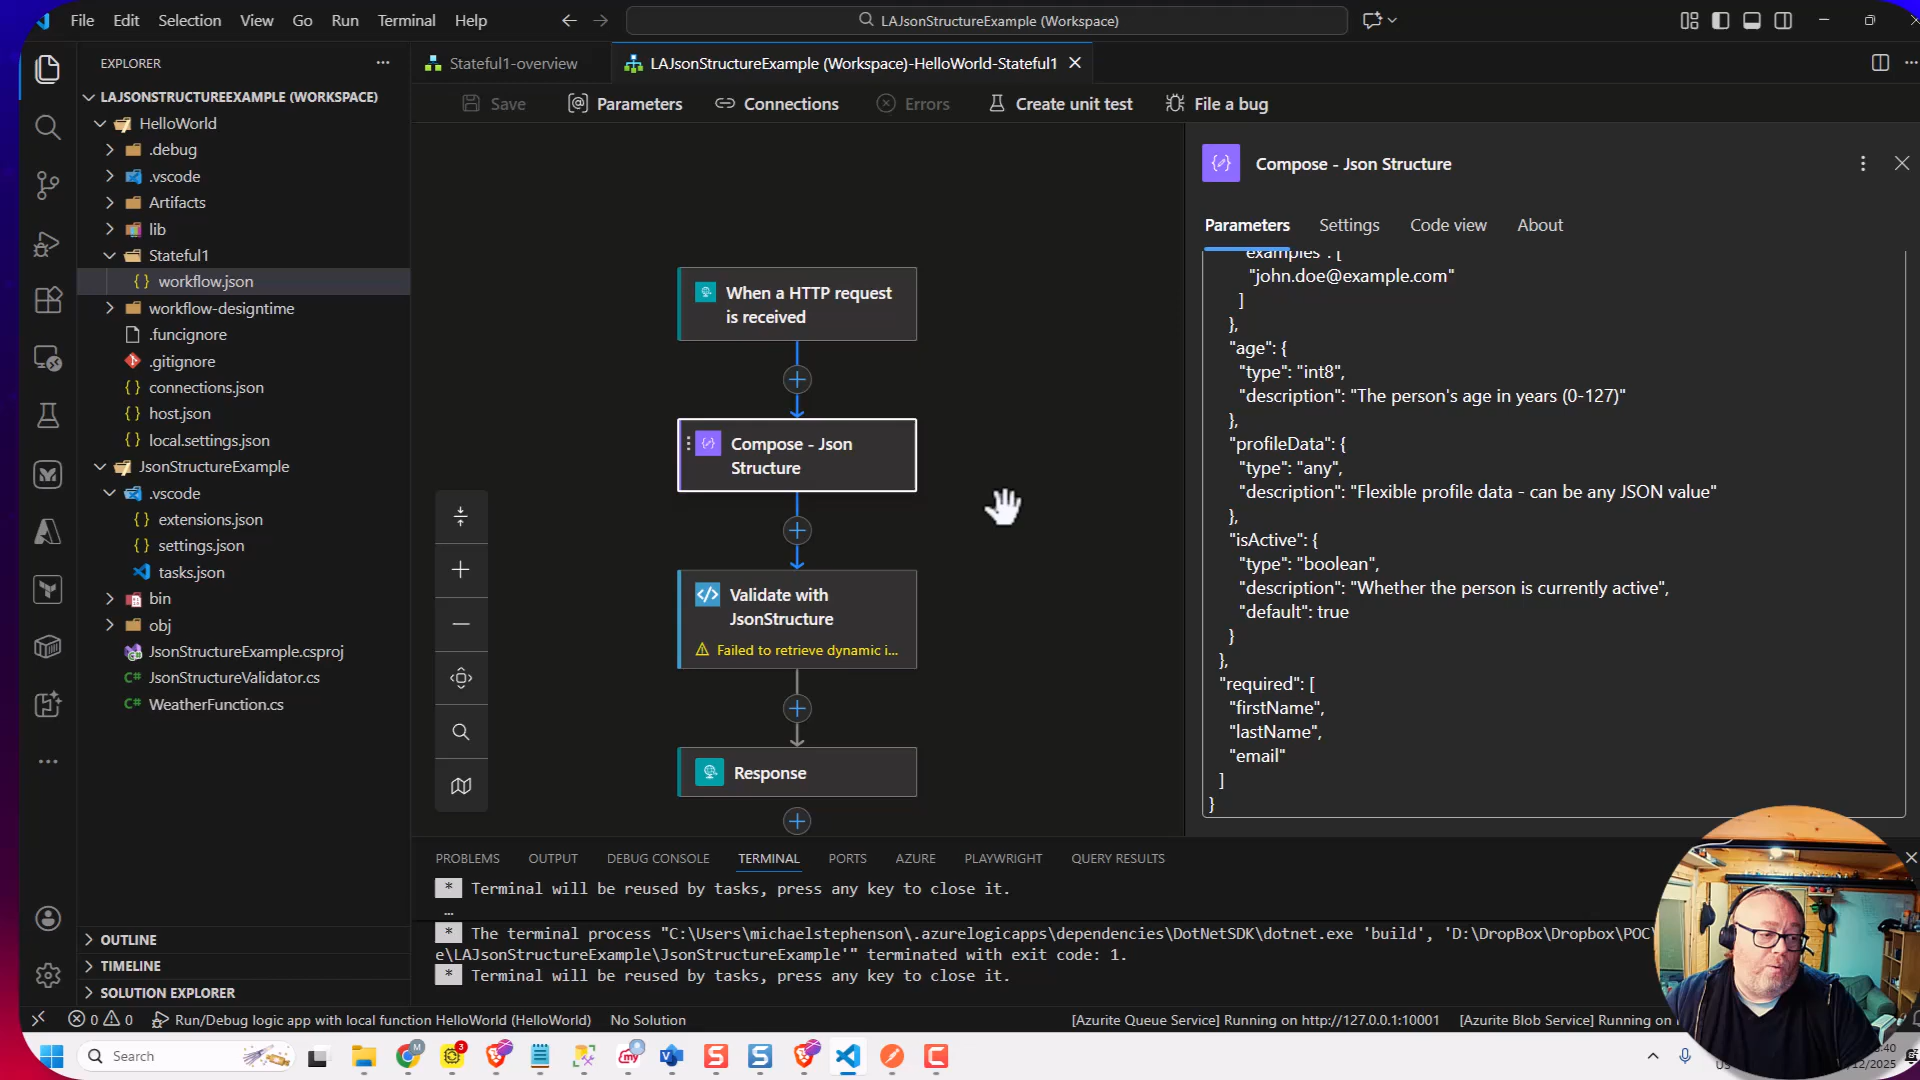 File Edit Selection View Go Run Terminal Help
LAJsonStructureExample (Workspace)
EXPLORER
LAJSONSTRUCTUREEXAMPLE (WORKSPACE)
HelloWorld
.debug
.vscode
Artifacts
lib
Stateful1
workflow.json
workflow-designtime
.funcignore
.gitignore
connections.json
host.json
local.settings.json
JsonStructureExample
.vscode
extensions.json
settings.json
tasks.json
bin
obj
JsonStructureExample.csproj
JsonStructureValidator.cs
WeatherFunction.cs
OUTLINE
TIMELINE
SOLUTION EXPLORER
Stateful1-overview
LAJsonStructureExample (Workspace)-HelloWorld-Stateful1
Save Parameters Connections Errors Create unit test File a bug
When a HTTP request
is received
Compose - Json
Structure
Validate with
JsonStructure
Failed to retrieve dynamic i...
Response
Compose - Json Structure
Parameters Settings Code view About
"examples": [
"john.doe@example.com"
]
},
"age": {
"type": "int8",
"description": "The person's age in years (0-127)"
},
"profileData": {
"type": "any",
"description": "Flexible profile data - can be any JSON value"
},
"isActive": {
"type": "boolean",
"description": "Whether the person is currently active",
"default": true
}
},
"required": [
"firstName",
"lastName",
"email"
]
}
PROBLEMS OUTPUT DEBUG CONSOLE TERMINAL PORTS AZURE PLAYWRIGHT QUERY RESULTS
* Terminal will be reused by tasks, press any key to close it.
…
* The terminal process "C:\Users\michaelstephenson\.azurelogicapps\dependencies\DotNetSDK\dotnet.exe 'build', 'D:\DropBox\Dropbox\POC\
e\LAJsonStructureExample\JsonStructureExample'" terminated with exit code: 1.
* Terminal will be reused by tasks, press any key to close it.
0 0 Run/Debug logic app with local function HelloWorld (HelloWorld) No Solution [Azurite Queue Service] Running on http://127.0.0.1:10001 [Azurite Blob Service] Running on
Search
3
M
my